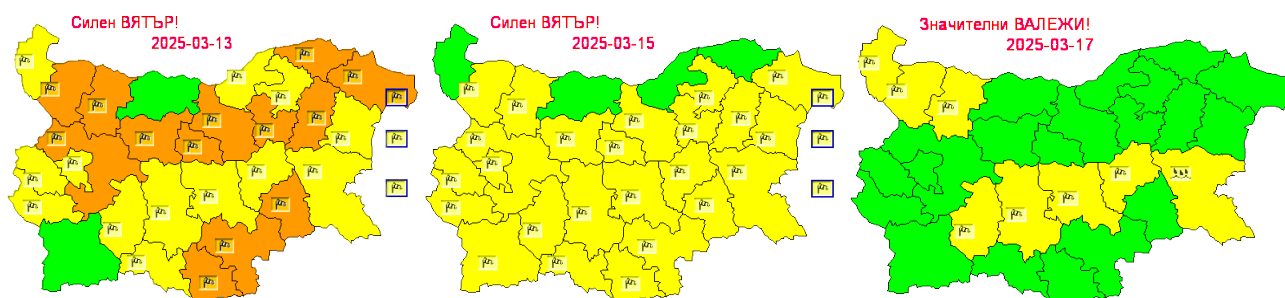 Силен ВЯТЪР!
2025-03-13
Силен ВЯТЪР!
2025-03-15
Значителни ВАЛЕЖИ!
2025-03-17